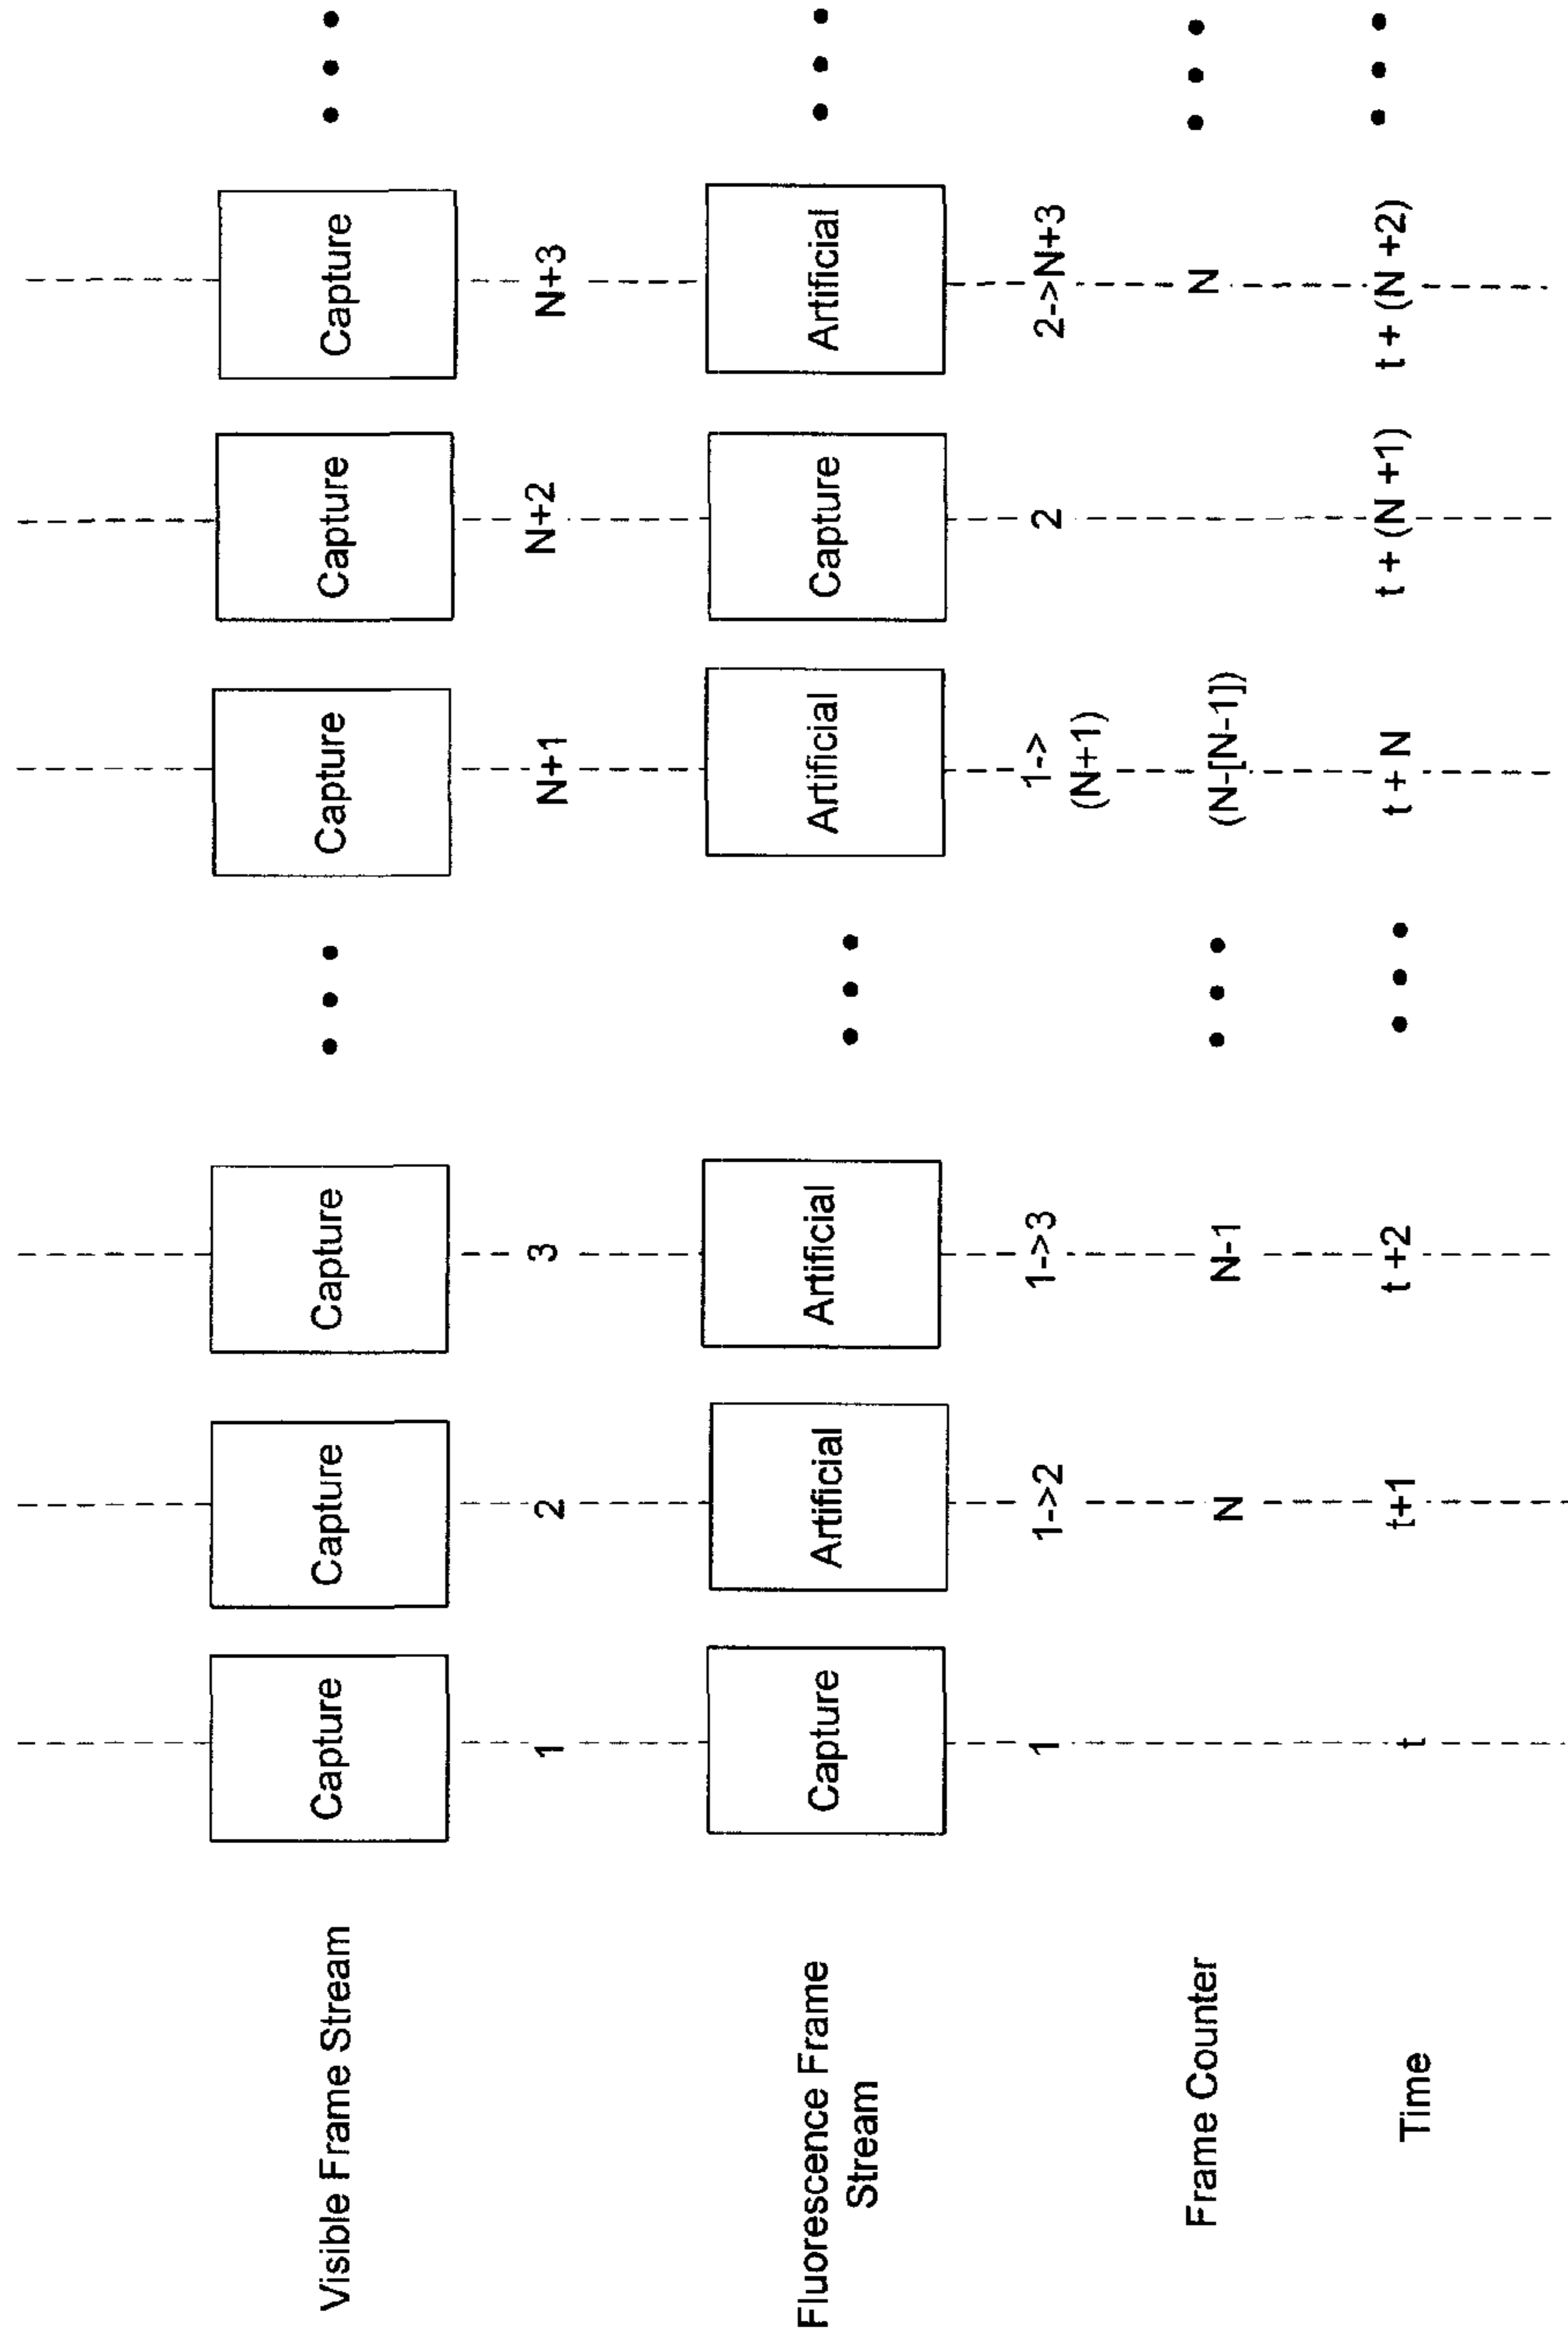 Visible Frame Stream
Capture
Capture
Capture
Capture
Capture
Capture
1
2
3
N+1
N+2
N+3
Fluorescence Frame
Stream
Capture
Artificial
Artificial
Artificial
Capture
Artificial
1
1->2
1->3
1->
(N+1)
2
2->N+3
Frame Counter
N
N-1
(N-[N-1])
N
Time
t
t+1
t +2
t + N
t + (N +1)
t + (N +2)